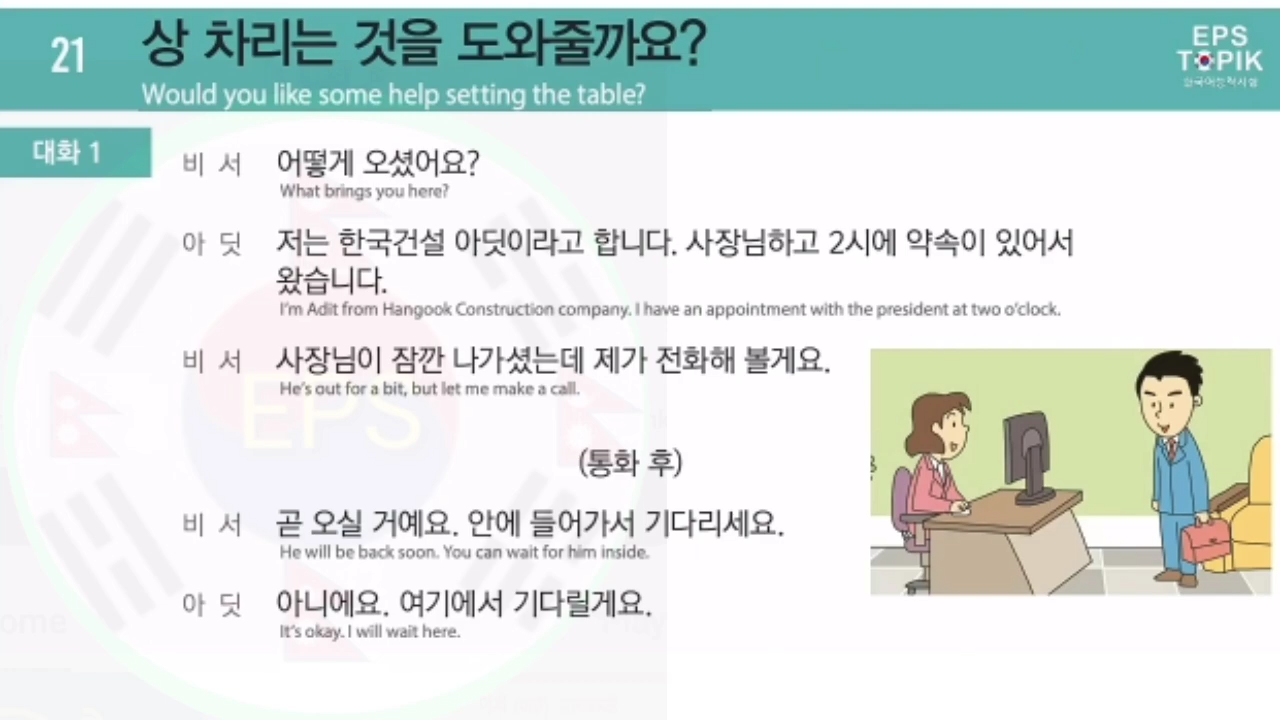 21
상 차리는 것을 도와줄까요?
Would you like some help setting the table?
EPS
TOPIK
한국어능력시험
대화 1
비 서 어떻게 오셨어요?
What brings you here?
아 딧 저는 한국건설 아딧이라고 합니다. 사장님하고 2시에 약속이 있어서
왔습니다.
I'm Adit from Hangook Construction company. I have an appointment with the president at two o'clock.
비 서 사장님이 잠깐 나가셨는데 제가 전화해 볼게요.
He's out for a bit, but let me make a call.
EPS
(통화 후)
비 서 곧 오실 거예요. 안에 들어가서 기다리세요.
He will be back soon. You can wait for him inside.
아 딧 아니에요. 여기에서 기다릴게요.
It's okay. I will wait here.